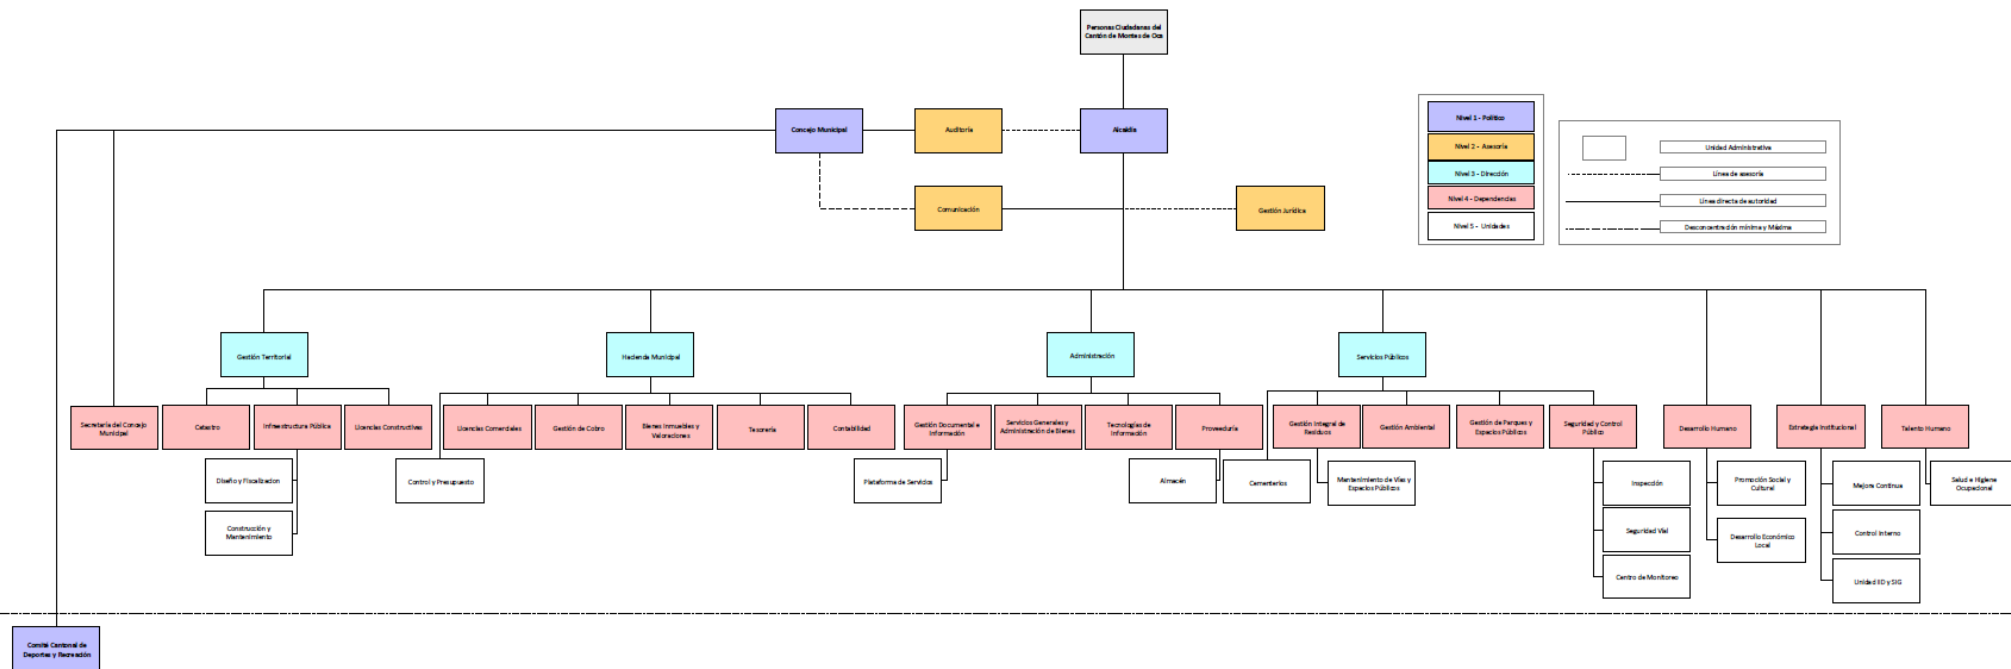 Personas Ciudadanas del
Cantón de Montes de Oca
Concejo Municipal
Auditoría
Alcaldía
Comunicación
Gestión Jurídica
Nivel 1 - Político
Nivel 2 - Asesoría
Nivel 3 - Dirección
Nivel 4 - Dependencias
Nivel 5 - Unidades
Unidad Administrativa
Línea de asesoría
Línea directa de autoridad
Desconcentración mínima y Máxima
Gestión Territorial
Hacienda Municipal
Administración
Servicios Públicos
Secretaría del Concejo
Municipal
Catastro
Infraestructura Pública
Licencias Constructivas
Licencias Comerciales
Gestión de Cobro
Bienes Inmuebles y
Valoraciones
Tesorería
Contabilidad
Gestión Documental e
Información
Servicios Generales y
Administración de Bienes
Tecnologías de
Información
Proveeduría
Gestión Integral de
Residuos
Gestión Ambiental
Gestión de Parques y
Espacios Públicos
Seguridad y Control
Público
Desarrollo Humano
Estrategia Institucional
Talento Humano
Diseño y Fiscalizacion
Construcción y
Mantenimiento
Control y Presupuesto
Plataforma de Servicios
Almacén
Cementerios
Mantenimiento de Vías y
Espacios Públicos
Inspección
Seguridad Vial
Centro de Monitoreo
Promoción Social y
Cultural
Desarrollo Económico
Local
Mejora Continua
Control Interno
Unidad IID y SIG
Salud e Higiene
Ocupacional
Comité Cantonal de
Deportes y Recreación